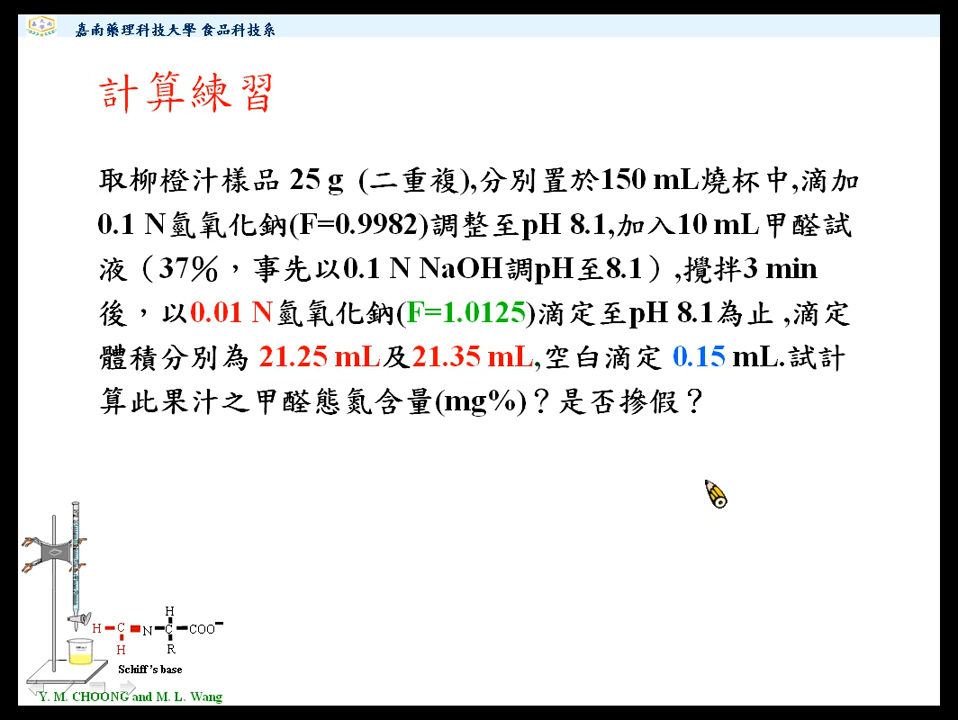 嘉南藥理科技大學 食品科技系
計算練習
取柳橙汁樣品 25 g (二重複),分別置於150 mL燒杯中,滴加
0.1 N氫氧化鈉(F=0.9982)調整至pH 8.1,加入10 mL甲醛試
液（37%，事先以0.1 N NaOH調pH至8.1）,攪拌3 min
後，以0.01 N氫氧化鈉(F=1.0125)滴定至pH 8.1為止 ,滴定
體積分別為 21.25 mL及21.35 mL,空白滴定 0.15 mL.試計
算此果汁之甲醛態氮含量(mg%)？是否摻假？
H
H C N C COO-
H R
Schiff's base
Y. M. CHOONG and M. L. Wang